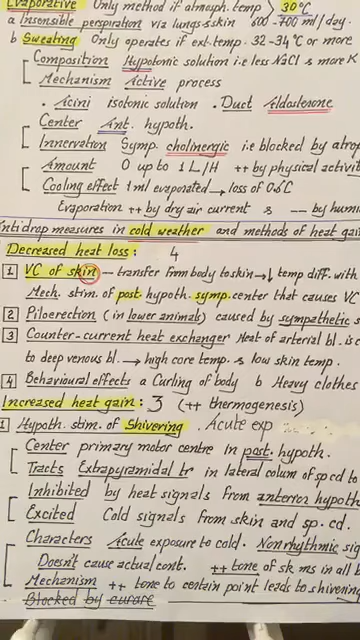 Evaporative Only method if atmosph. temp > 30°C
a Insensible perspiration via lungs & skin 600-700 ml / day.
b Sweating Only operates if ext. temp. 32-34°C or more
Composition Hypotonic solution i.e less NaCl & more K
Mechanism Active process
. Acini isotonic solution . Duct Aldosterone
Center Ant. hypoth.
Innervation Symp. cholinergic i.e blocked by atrop
Amount 0 up to 1 L/H ++ by physical activit
Cooling effect 1 ml evaporated → loss of 0.6°C
Evaporation ++ by dry air current & -- by humi
Anti drop measures in cold weather and methods of heat gai
Decreased heat loss: 4
1 VC of skin — transfer from body to skin → ↓ temp diff. with
Mech. stim. of post hypoth. symp. center that causes VC
2 Piloerection (in lower animals) caused by sympathetic s
3 Counter-current heat exchanger Heat of arterial bl. is c
to deep venous bl. → high core temp. & low skin temp.
4 Behavioural effects a Curling of body b Heavy clothes
Increased heat gain: 3 (++ thermogenesis)
1 Hypoth. stim. of Shivering . Acute exp
Center primary motor centre in post. hypoth.
Tracts Extrapyramidal tr in lateral colum of sp cd to
Inhibited by heat signals from anterior hypoth
Excited Cold signals from skin and sp. cd.
Characters Acute exposure to cold. Nonrhythmic sig
Doesn't cause actual cont. ++ tone of sk ms in all b
Mechanism ++ tone to certain point leads to shivering
Blocked by curare